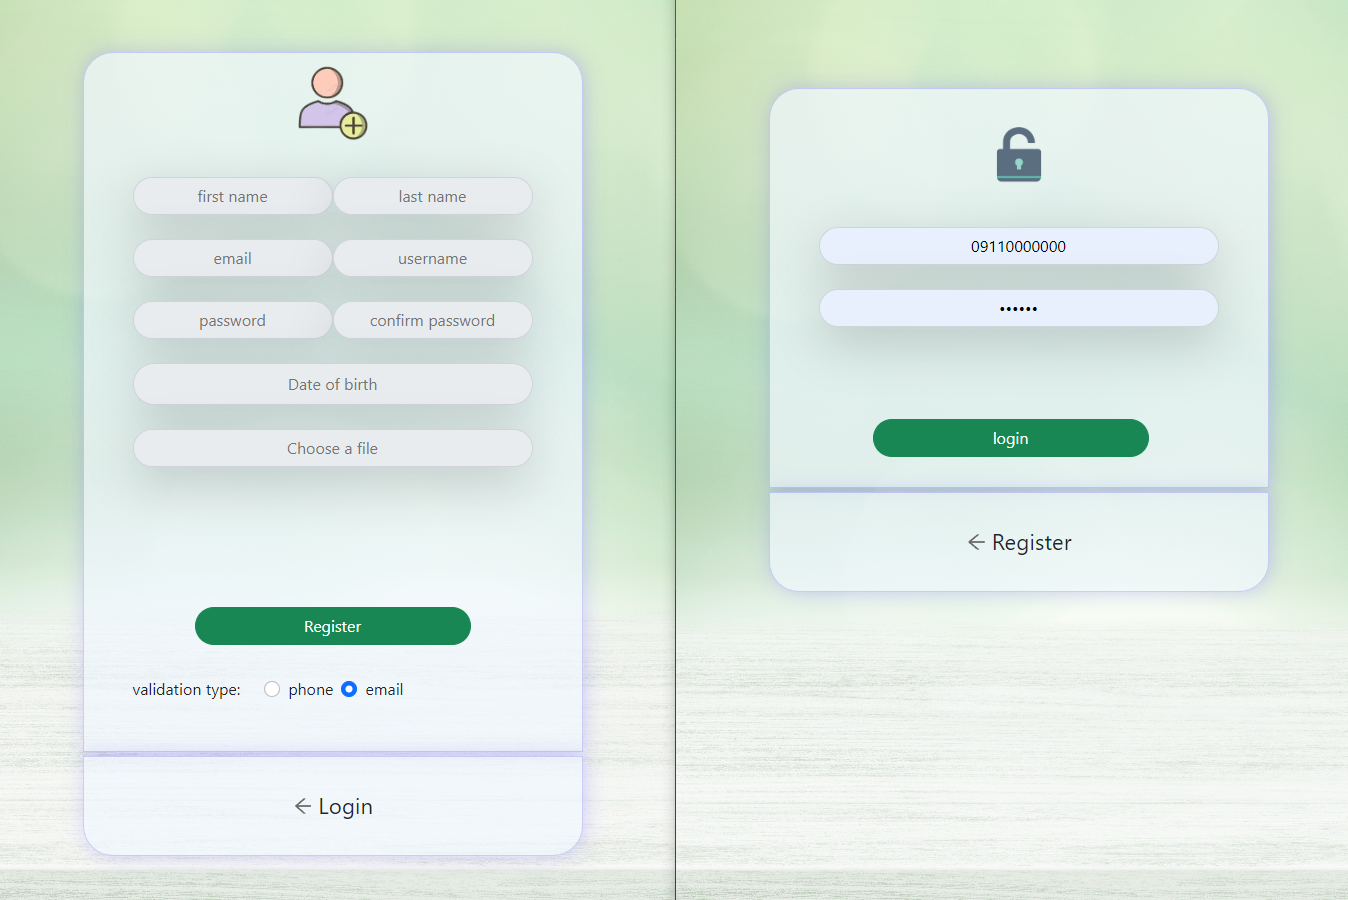 first name last name
email username
password confirm password
Date of birth
Choose a file
Register
validation type: phone email
← Login
09110000000
••••••
login
← Register